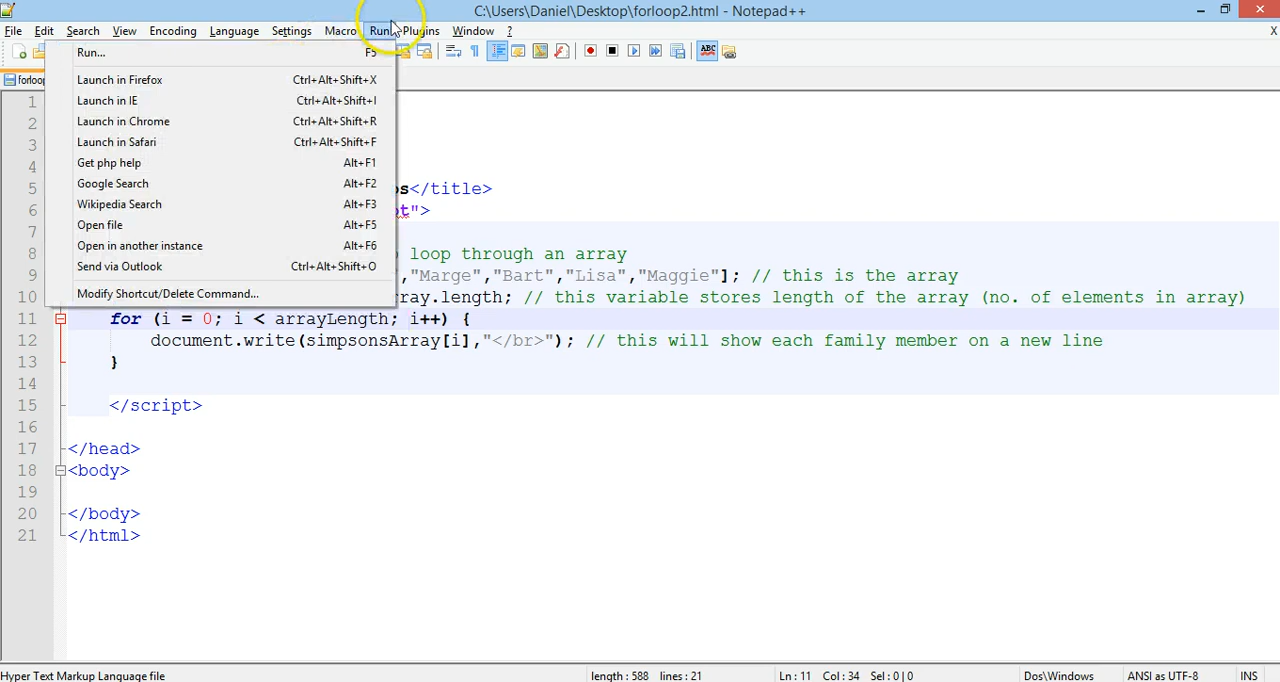 C:\Users\Daniel\Desktop\forloop2.html - Notepad++
File Edit Search View Encoding Language Settings Macro Run Plugins Window ? X
Run... F5
forloop
Launch in Firefox Ctrl+Alt+Shift+X
Launch in IE Ctrl+Alt+Shift+I
Launch in Chrome Ctrl+Alt+Shift+R
Launch in Safari Ctrl+Alt+Shift+F
Get php help Alt+F1
Google Search Alt+F2
Wikipedia Search Alt+F3
Open file Alt+F5
Open in another instance Alt+F6
Send via Outlook Ctrl+Alt+Shift+O
Modify Shortcut/Delete Command...
1
2
3
4
5 s</title>
6 t">
7
8 loop through an array
9 ,"Marge","Bart","Lisa","Maggie"]; // this is the array
10 rray.length; // this variable stores length of the array (no. of elements in array)
11 for (i = 0; i < arrayLength; i++) {
12 document.write(simpsonsArray[i],"</br>"); // this will show each family member on a new line
13 }
14
15 </script>
16
17 </head>
18 <body>
19
20 </body>
21 </html>
Hyper Text Markup Language file length : 588 lines : 21 Ln : 11 Col : 34 Sel : 0 | 0 Dos\Windows ANSI as UTF-8 INS